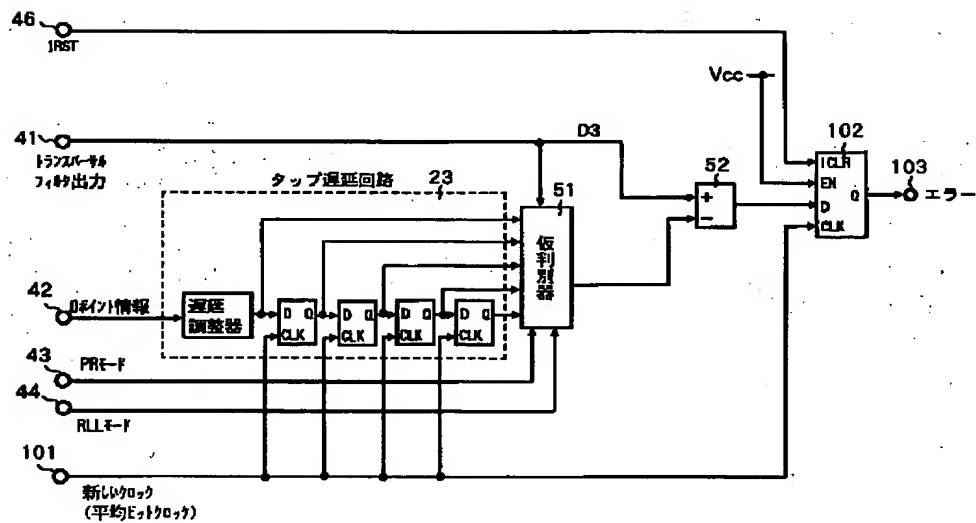 46
IRST
Vcc
41
D3
102
トランスバーサル
フィルタ出力
タップ遅延回路
23
51
52
ICLR
EN
D
CLK
Q
103
エラー
仮判別器
+
−
42
0ポイント情報
遅延
調整器
D Q
CLK
D Q
CLK
D Q
CLK
D Q
CLK
43
PRモード
44
RLLモード
101
新しいクロック
(平均ビットクロック)